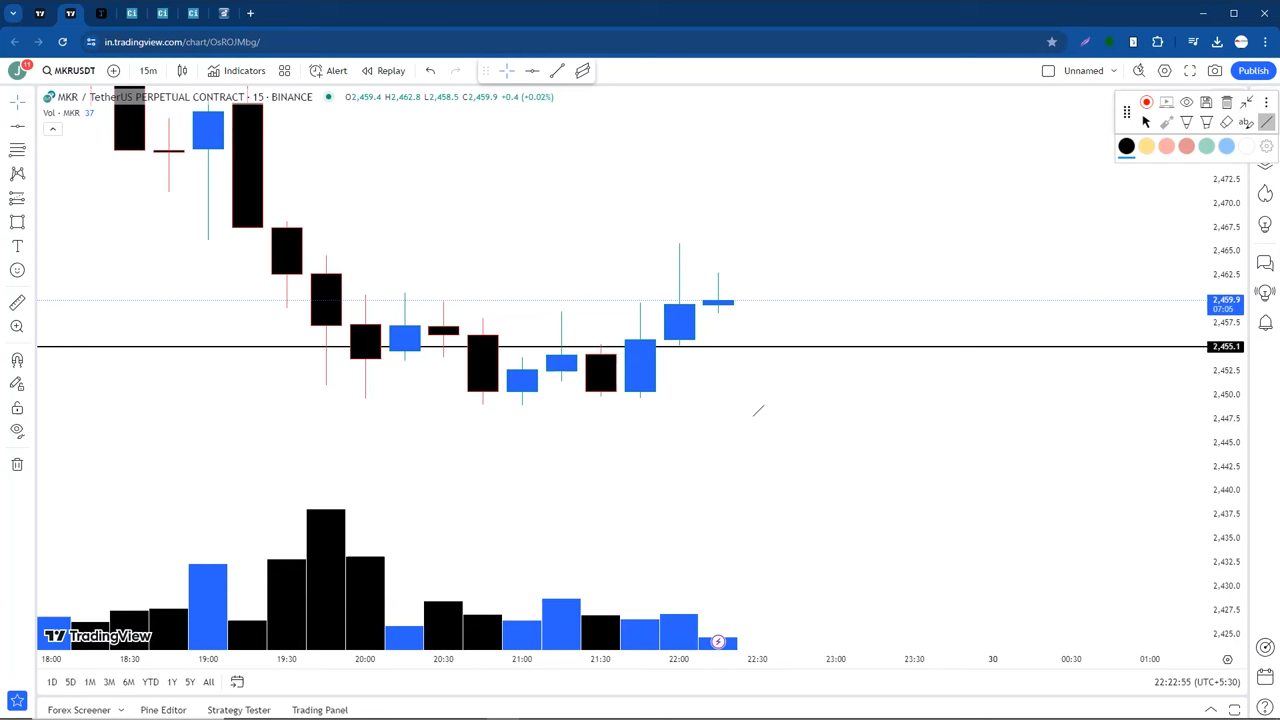 in.tradingview.com/chart/OsROJMbg/
11
MKRUSDT 15m Indicators Alert Replay Unnamed Publish
MKR / TetherUS PERPETUAL CONTRACT · 15 · BINANCE O2,459.4 H2,462.8 L2,458.5 C2,459.9 +0.4 (+0.02%)
Vol · MKR 37
2,472.5
2,470.0
2,467.5
2,465.0
2,462.5
2,459.9
07:05
2,457.5
2,455.1
2,452.5
2,450.0
2,447.5
2,445.0
2,442.5
2,440.0
2,437.5
2,435.0
2,432.5
2,430.0
2,427.5
2,425.0
TradingView
18:00 18:30 19:00 19:30 20:00 20:30 21:00 21:30 22:00 22:30 23:00 23:30 30 00:30 01:00
1D 5D 1M 3M 6M YTD 1Y 5Y All 22:22:55 (UTC+5:30)
Forex Screener Pine Editor Strategy Tester Trading Panel